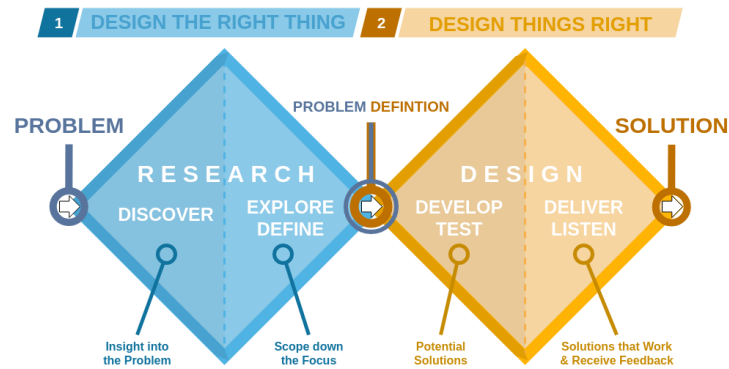 1
DESIGN THE RIGHT THING
2
DESIGN THINGS RIGHT
PROBLEM
PROBLEM DEFINTION
SOLUTION
RESEARCH
DESIGN
DISCOVER
EXPLORE
DEFINE
DEVELOP
TEST
DELIVER
LISTEN
Insight into
the Problem
Scope down
the Focus
Potential
Solutions
Solutions that Work
& Receive Feedback